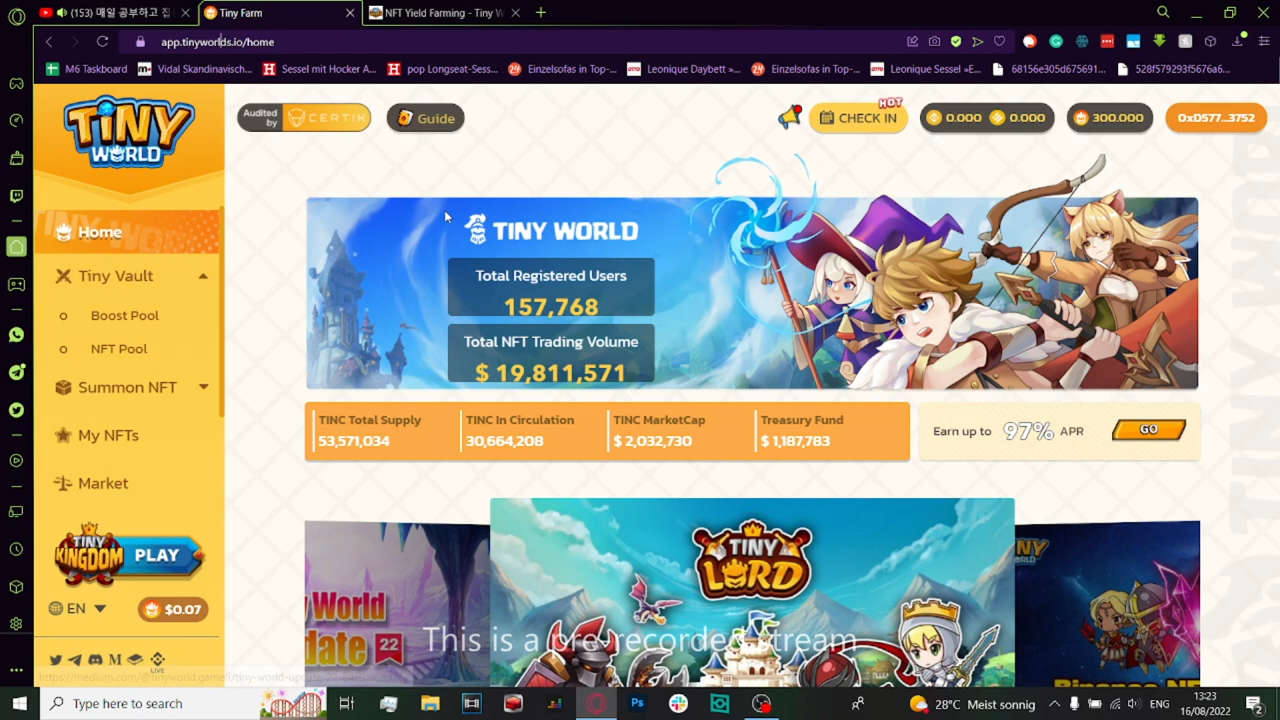 (153) 매일 공부하고 집
Tiny Farm
NFT Yield Farming - Tiny W
app.tinyworlds.io/home
M6 Taskboard
Vidal Skandinavisch...
Sessel mit Hocker A...
pop Longseat-Sess...
Einzelsofas in Top-...
Leonique Daybett »...
Einzelsofas in Top-...
Leonique Sessel »E...
68156e305d675691...
528f579293f5676a6...
TINY WORLD
Audited by
CERTIK
Guide
HOT
CHECK IN
0.000
0.000
300.000
0xD577...3752
Home
Tiny Vault
Boost Pool
NFT Pool
Summon NFT
My NFTs
Market
TINY KINGDOM
PLAY
EN
$0.07
LIVE
TINY WORLD
Total Registered Users
157,768
Total NFT Trading Volume
$ 19,811,571
TINC Total Supply
53,571,034
TINC In Circulation
30,664,208
TINC MarketCap
$ 2,032,730
Treasury Fund
$ 1,187,783
Earn up to 97% APR
GO
World
date 22
TINY LORD
This is a pre-recorded stream
Type here to search
Ps
28°C Meist sonnig
ENG
13:23
16/08/2022
2